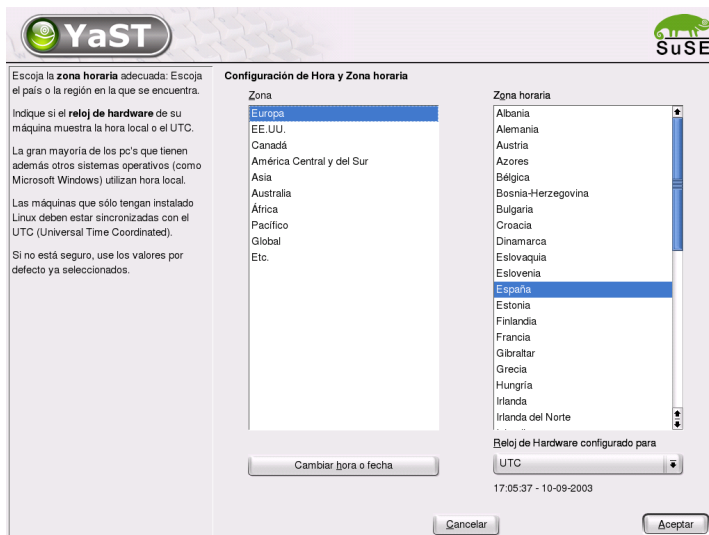 YaST
SuSE
Escoja la zona horaria adecuada: Escoja
el país o la región en la que se encuentra.
Indique si el reloj de hardware de su
máquina muestra la hora local o el UTC.
La gran mayoría de los pc's que tienen
además otros sistemas operativos (como
Microsoft Windows) utilizan hora local.
Las máquinas que sólo tengan instalado
Linux deben estar sincronizadas con el
UTC (Universal Time Coordinated).
Si no está seguro, use los valores por
defecto ya seleccionados.
Configuración de Hora y Zona horaria
Zona
Europa
EE.UU.
Canadá
América Central y del Sur
Asia
Australia
África
Pacífico
Global
Etc.
Cambiar hora o fecha
Zona horaria
Albania
Alemania
Austria
Azores
Bélgica
Bosnia-Herzegovina
Bulgaria
Croacia
Dinamarca
Eslovaquia
Eslovenia
España
Estonia
Finlandia
Francia
Gibraltar
Grecia
Hungría
Irlanda
Irlanda del Norte
Reloj de Hardware configurado para
UTC
17:05:37 - 10-09-2003
Cancelar
Aceptar